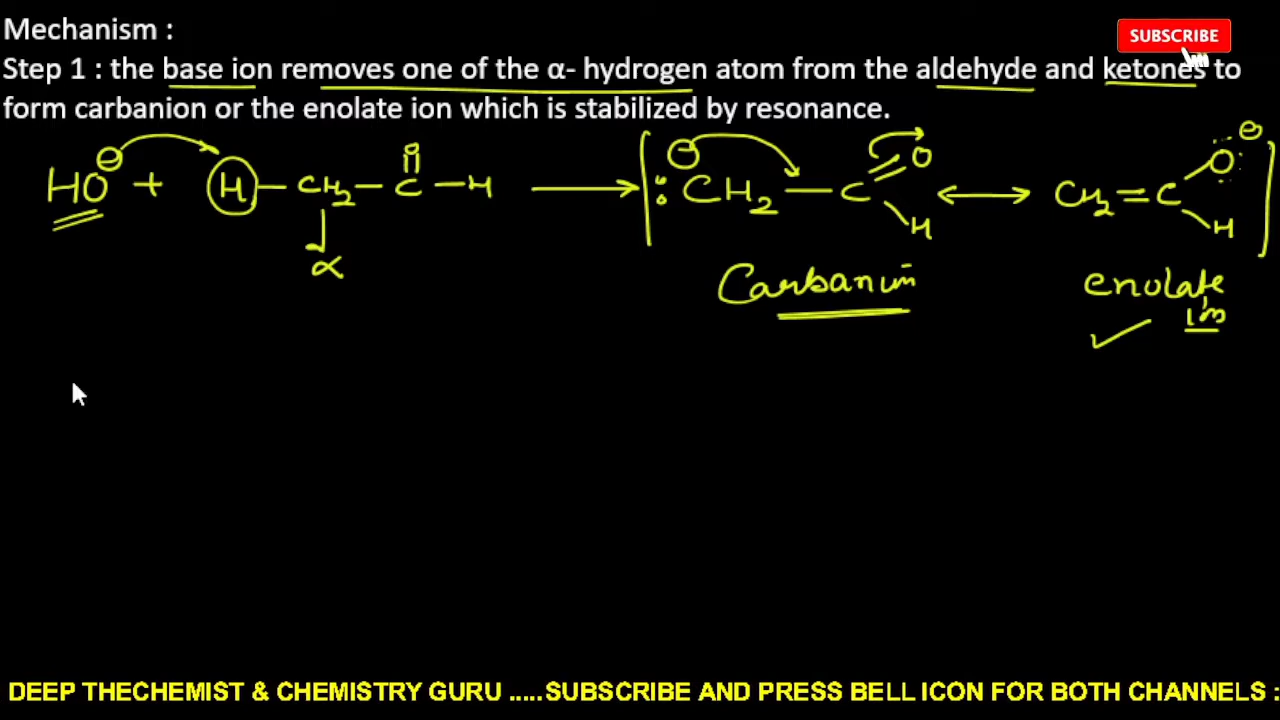 Mechanism :
SUBSCRIBE
Step 1 : the base ion removes one of the α- hydrogen atom from the aldehyde and ketones to
form carbanion or the enolate ion which is stabilized by resonance.
HO⊖ + H–CH₂–C(=O)–H ⟶ [⊖:CH₂–C(=O)–H ⟷ CH₂=C(–O⊖)–H]
α
Carbanion
enolate
ion
DEEP THECHEMIST & CHEMISTRY GURU .....SUBSCRIBE AND PRESS BELL ICON FOR BOTH CHANNELS :